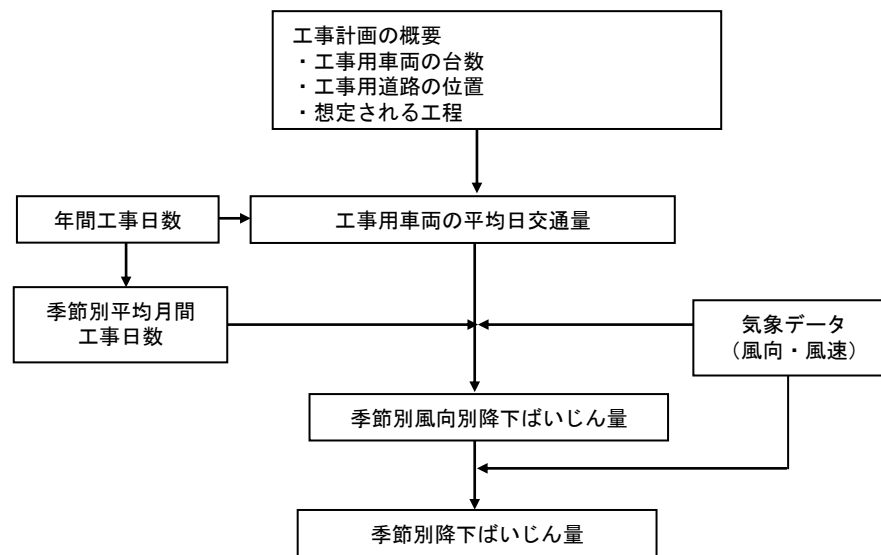 工事計画の概要
・工事用車両の台数
・工事用道路の位置
・想定される工程
年間工事日数
工事用車両の平均日交通量
季節別平均月間
工事日数
気象データ
（風向・風速）
季節別風向別降下ばいじん量
季節別降下ばいじん量